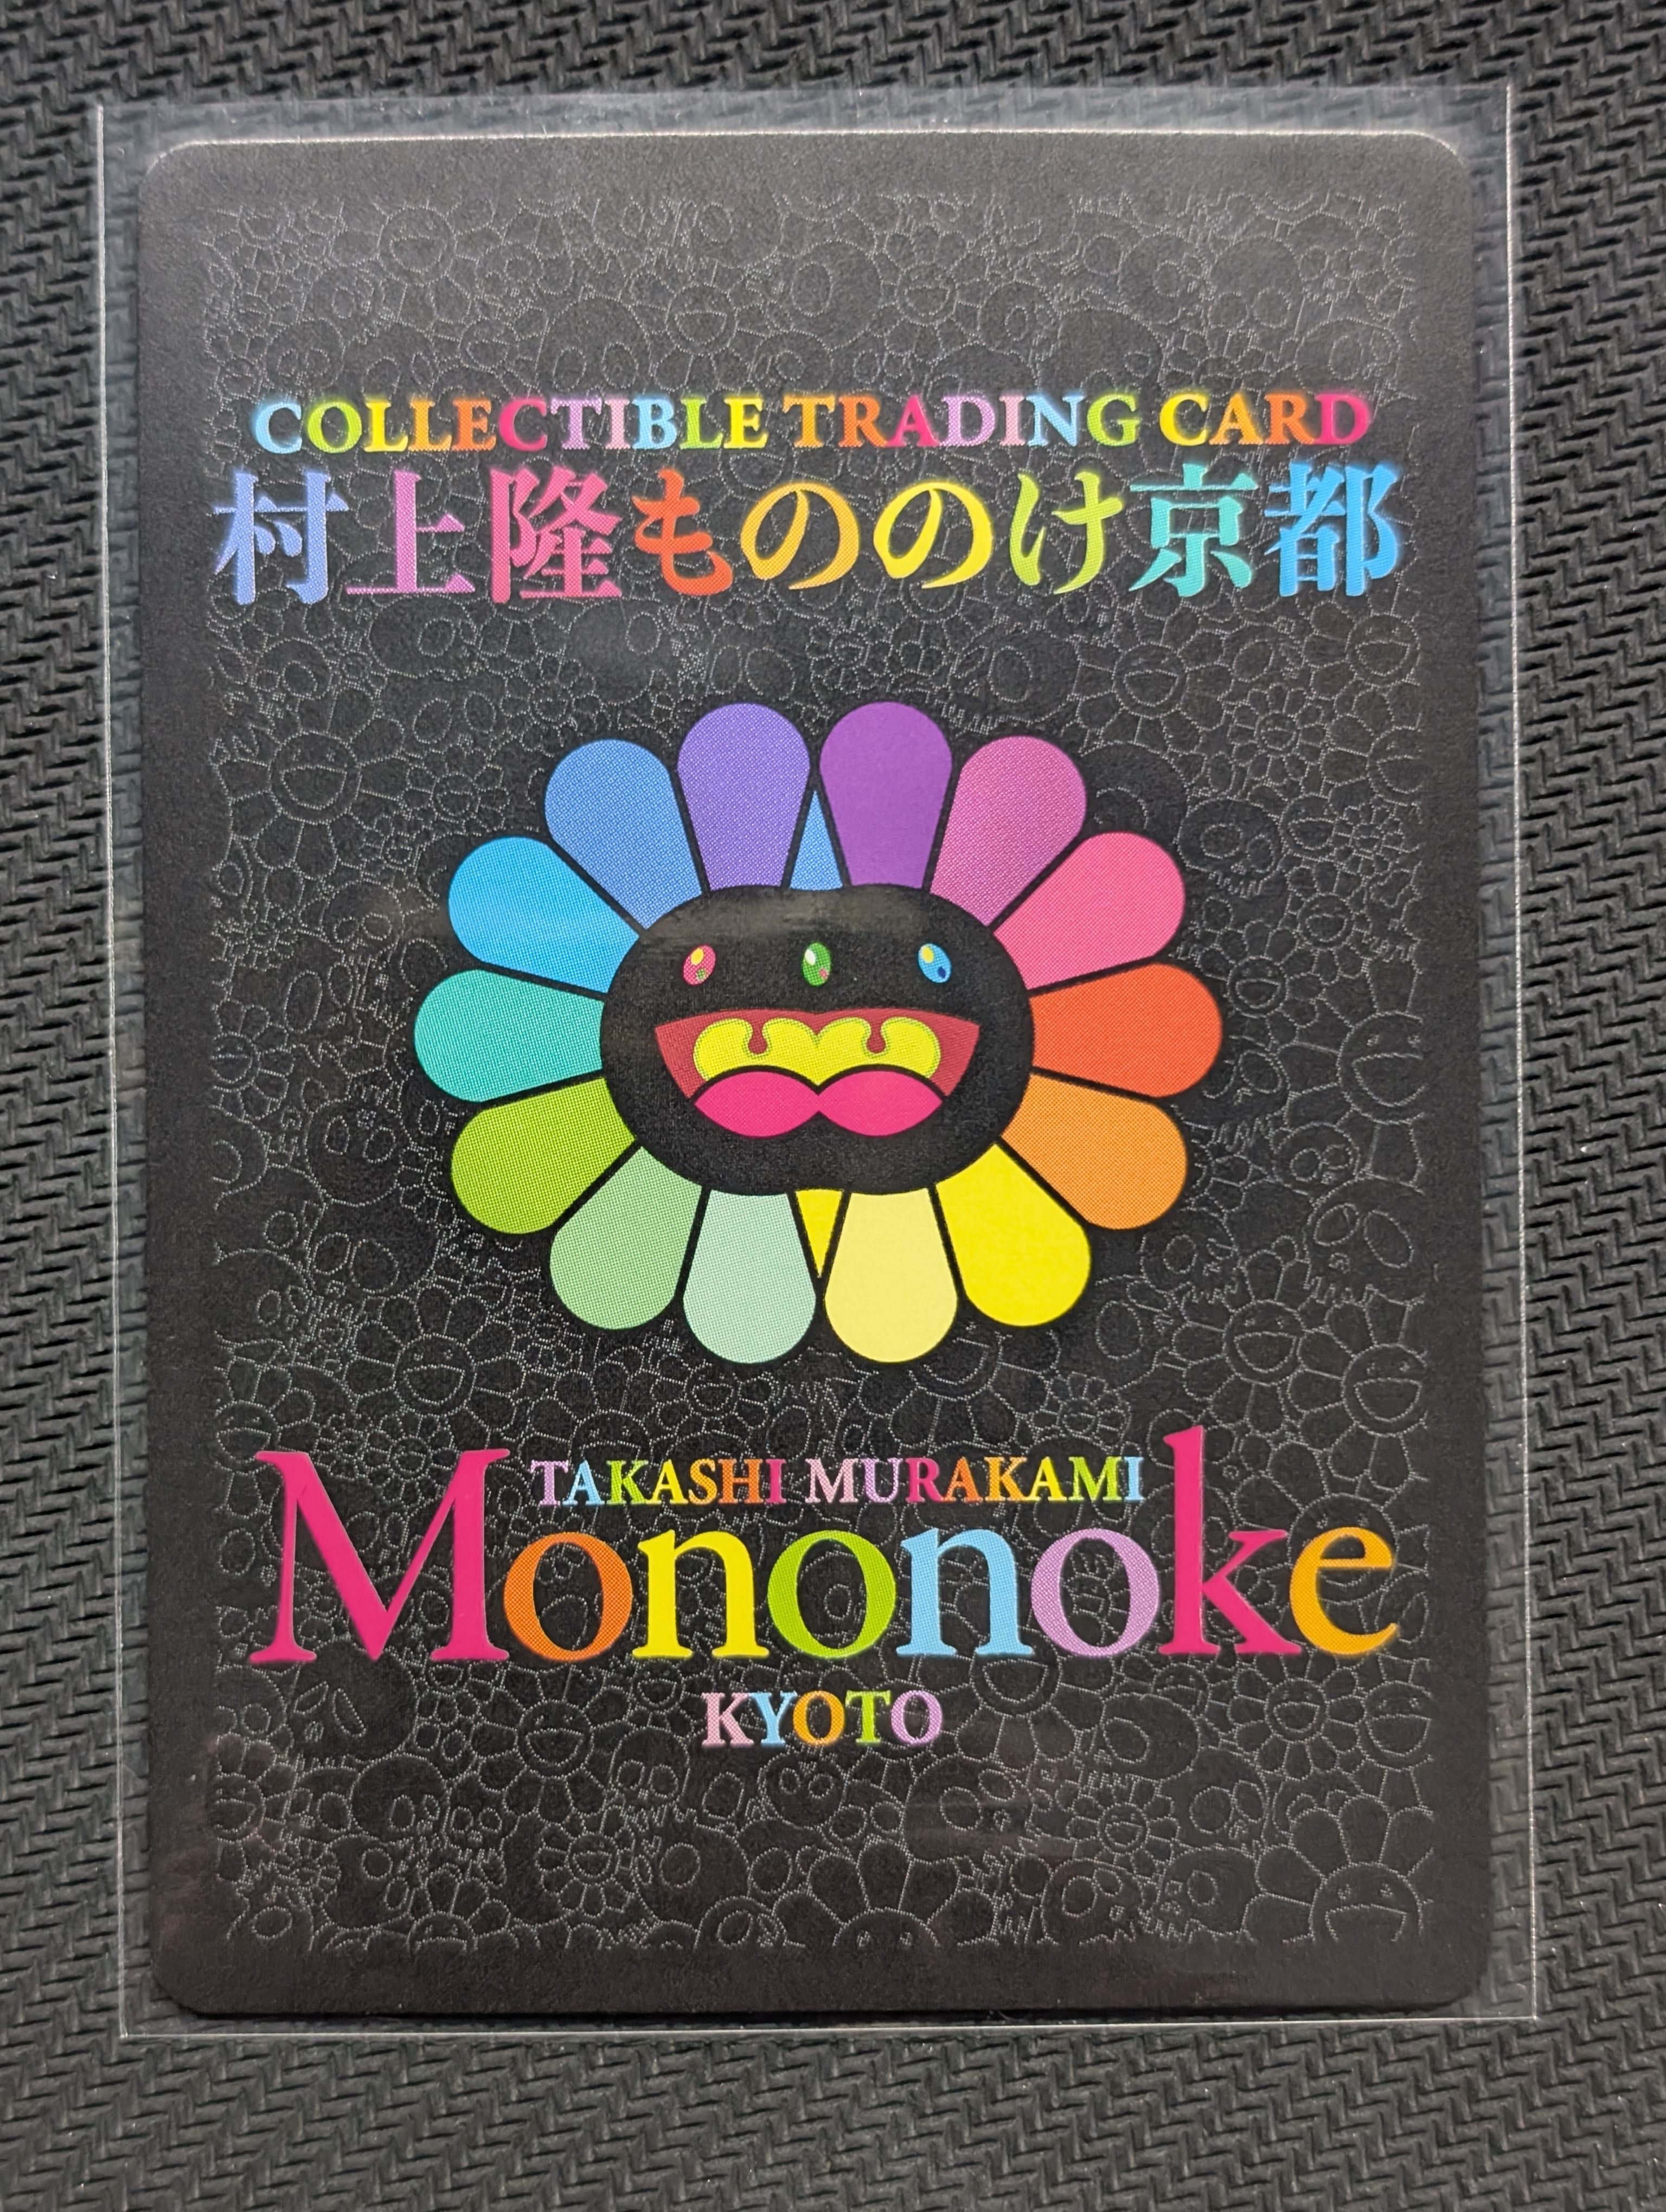 COLLECTIBLE TRADING CARD
村上隆もののけ京都
TAKASHI MURAKAMI
Mononoke
KYOTO